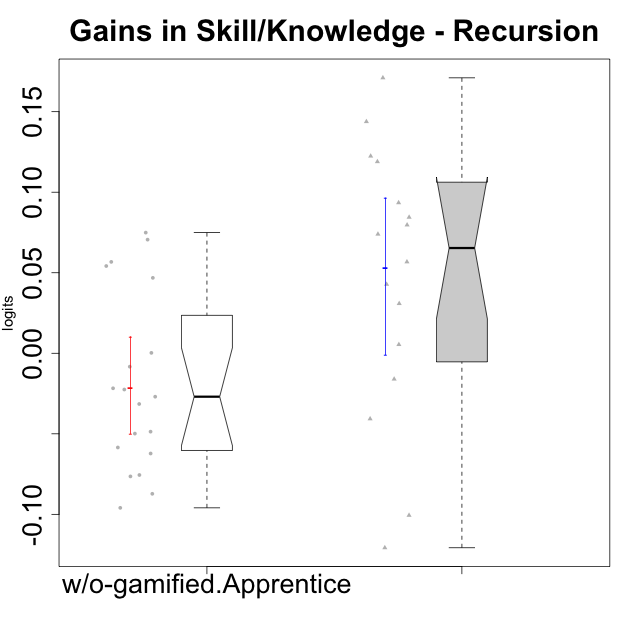 Gains in Skill/Knowledge - Recursion
logits
0.15
0.10
0.05
0.00
-0.10
w/o-gamified.Apprentice